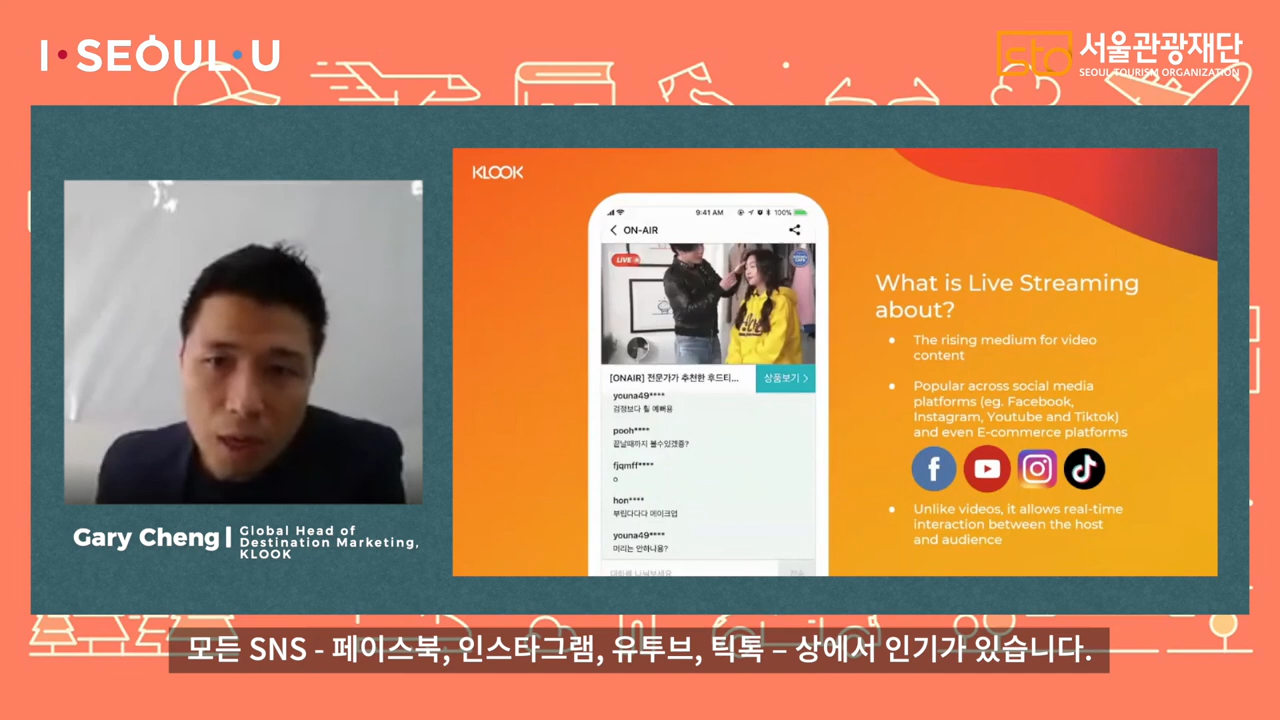 I·SEOUL·U
sto 서울관광재단
SEOUL TOURISM ORGANIZATION
KLOOK
9:41 AM
100%
ON-AIR
LIVE
[ONAIR] 전문가가 추천한 후드티...
상품보기 >
youna49****
검정보다 훨 예뻐용
pooh****
끝날때까지 볼수있겠죵?
fjqmff****
o
hon****
부럽다다다 메이크업
youna49****
머리는 안하나용?
What is Live Streaming
about?
● The rising medium for video
content
● Popular across social media
platforms (eg. Facebook,
Instagram, Youtube and Tiktok)
and even E-commerce platforms
● Unlike videos, it allows real-time
interaction between the host
and audience
Gary Cheng | Global Head of
Destination Marketing,
KLOOK
모든 SNS - 페이스북, 인스타그램, 유투브, 틱톡 – 상에서 인기가 있습니다.